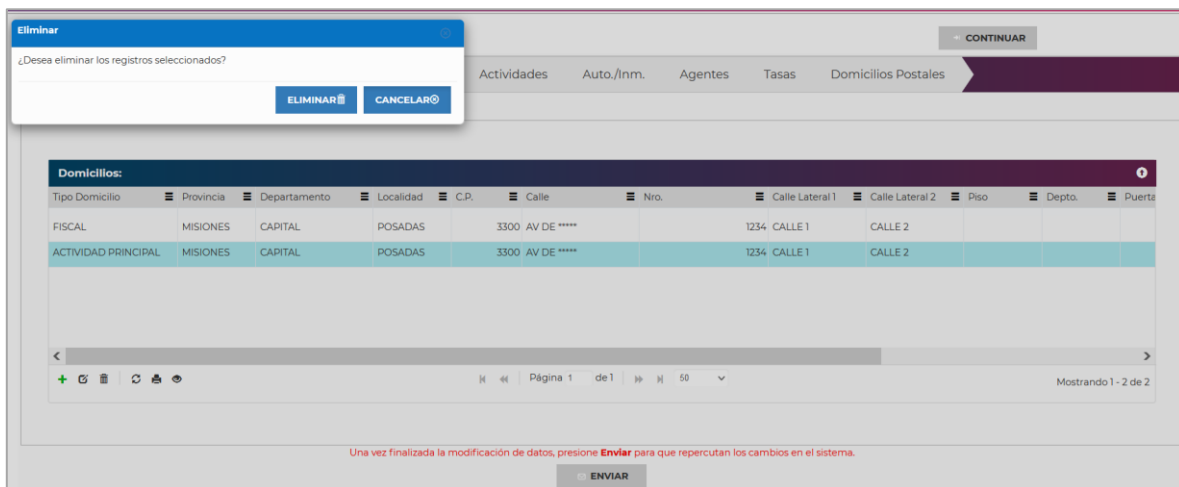 Eliminar
¿Desea eliminar los registros seleccionados?
ELIMINAR CANCELAR
CONTINUAR
Actividades Auto./Inm. Agentes Tasas Domicilios Postales
Domicilios:
Tipo Domicilio Provincia Departamento Localidad C.P. Calle Nro. Calle Lateral 1 Calle Lateral 2 Piso Depto. Puerta
FISCAL MISIONES CAPITAL POSADAS 3300 AV DE ***** 1234 CALLE 1 CALLE 2
ACTIVIDAD PRINCIPAL MISIONES CAPITAL POSADAS 3300 AV DE ***** 1234 CALLE 1 CALLE 2
Página 1 de 1 50
Mostrando 1 - 2 de 2
Una vez finalizada la modificación de datos, presione Enviar para que repercutan los cambios en el sistema.
ENVIAR